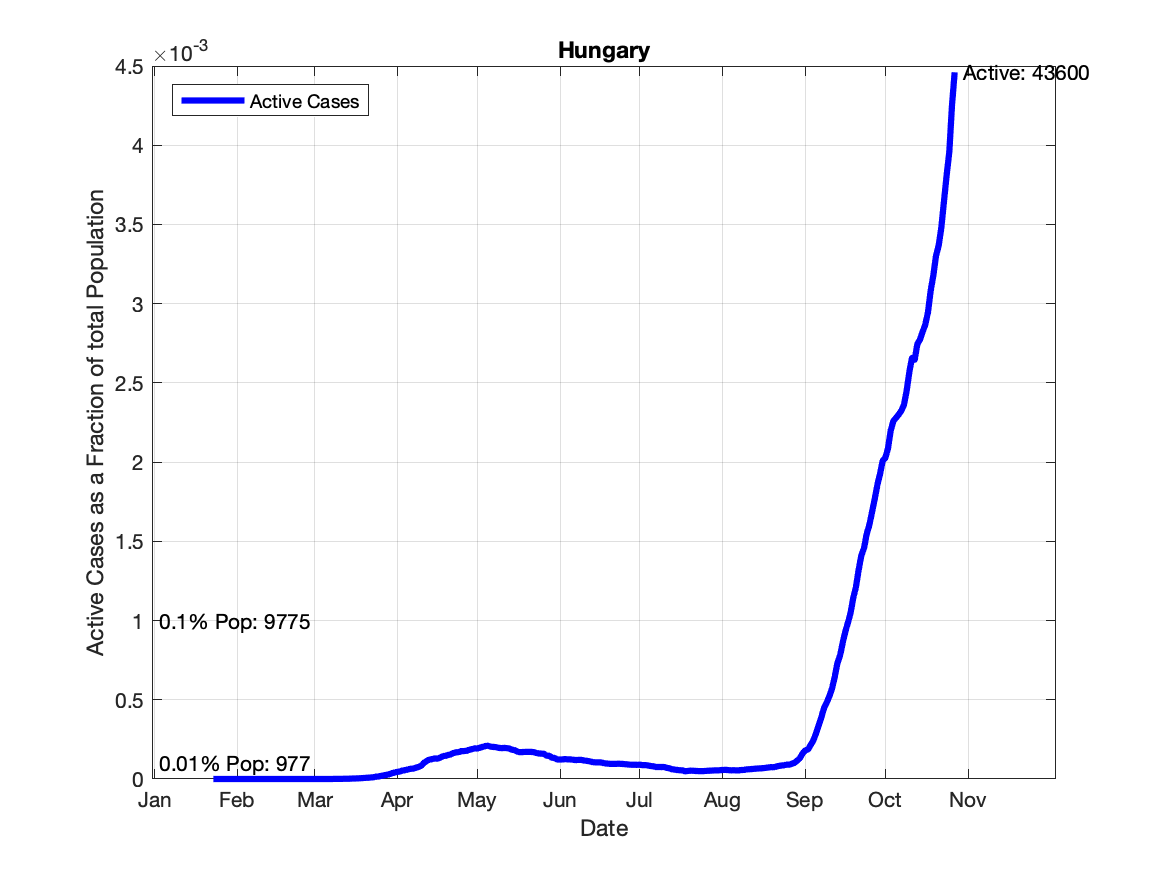 Hungary
×10-3
4.5
4
3.5
3
2.5
2
1.5
1
0.5
0
Active Cases as a Fraction of total Population
Active Cases
Active: 43600
0.1% Pop: 9775
0.01% Pop: 977
Jan Feb Mar Apr May Jun Jul Aug Sep Oct Nov
Date